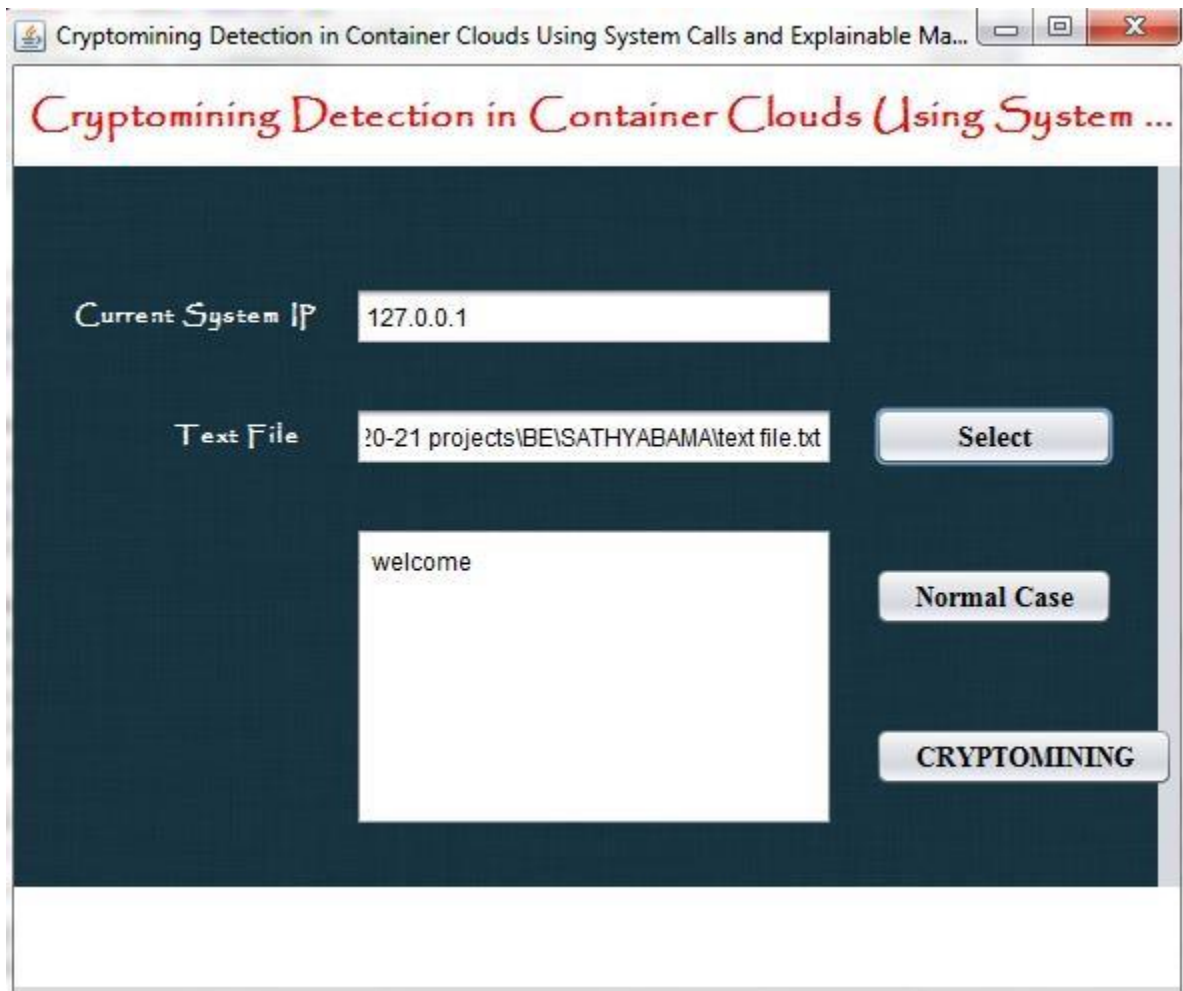 Cryptomining Detection in Container Clouds Using System Calls and Explainable Ma...
Cryptomining Detection in Container Clouds Using System ...
Current System IP
127.0.0.1
Text File
20-21 projects\BE\SATHYABAMA\text file.txt
Select
welcome
Normal Case
CRYPTOMINING